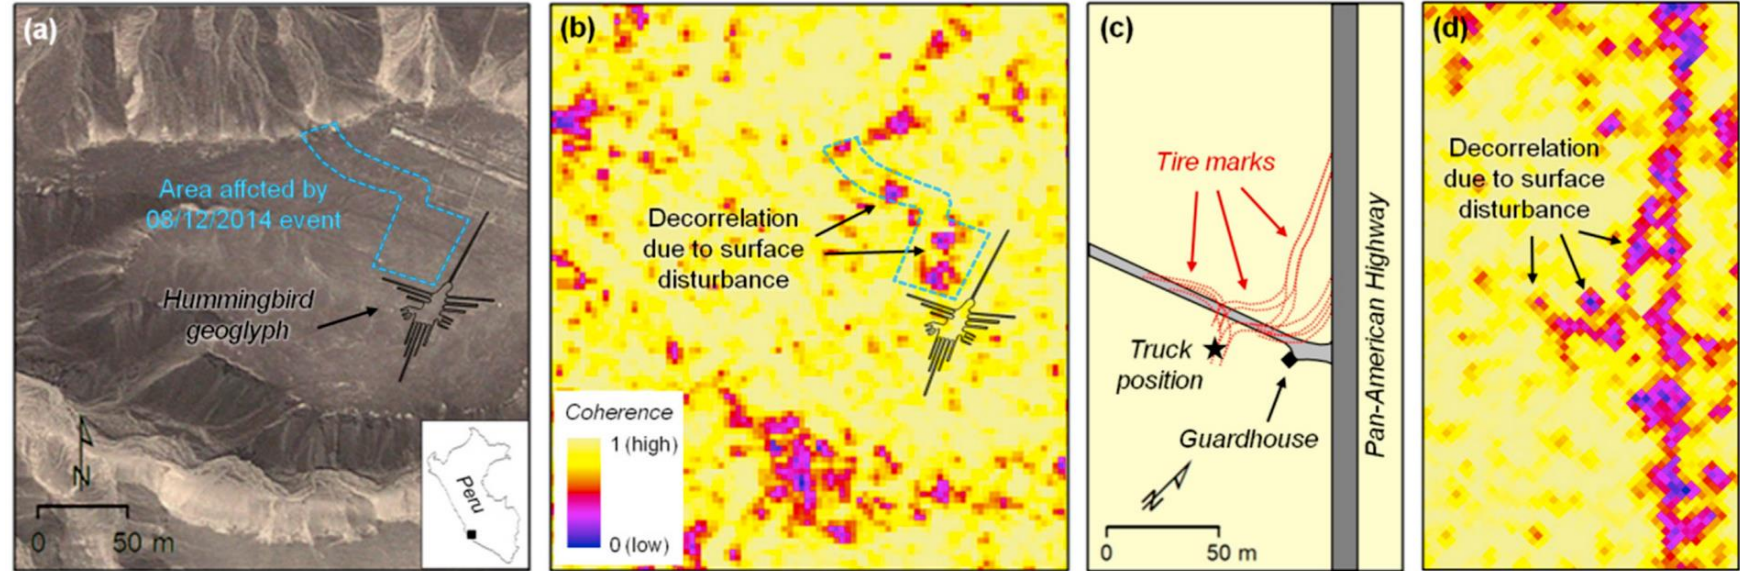 (a)
Area affcted by
08/12/2014 event
Hummingbird
geoglyph
N
0 50 m
Peru
(b)
Decorrelation
due to surface
disturbance
Coherence
1 (high)
0 (low)
(c)
Tire marks
Truck
position
Guardhouse
Pan-American Highway
N
0 50 m
(d)
Decorrelation
due to surface
disturbance